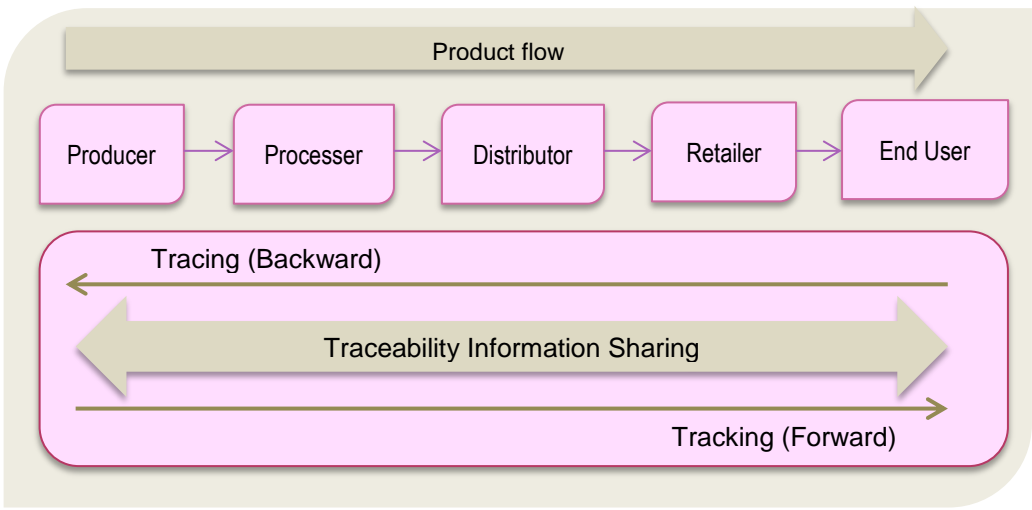 Product flow
Producer
Processer
Distributor
Retailer
End User
Tracing (Backward)
Traceability Information Sharing
Tracking (Forward)